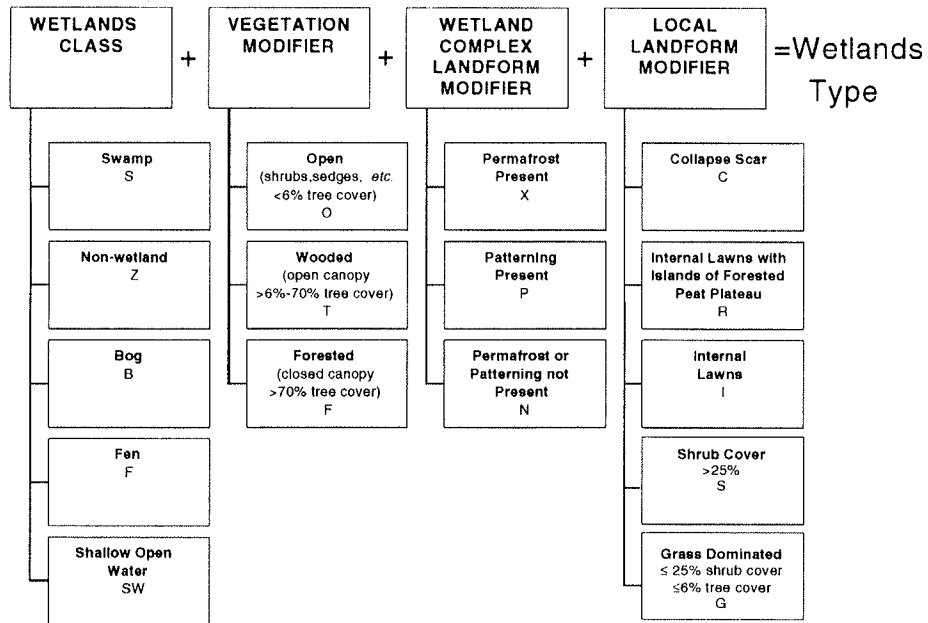 WETLANDS
CLASS
+
VEGETATION
MODIFIER
+
WETLAND
COMPLEX
LANDFORM
MODIFIER
+
LOCAL
LANDFORM
MODIFIER
=Wetlands
Type
Swamp
S
Non-wetland
Z
Bog
B
Fen
F
Shallow Open
Water
SW
Open
(shrubs,sedges, etc.
<6% tree cover)
O
Wooded
(open canopy
>6%-70% tree cover)
T
Forested
(closed canopy
>70% tree cover)
F
Permafrost
Present
X
Patterning
Present
P
Permafrost or
Patterning not
Present
N
Collapse Scar
C
Internal Lawns with
Islands of Forested
Peat Plateau
R
Internal
Lawns
I
Shrub Cover
>25%
S
Grass Dominated
≤ 25% shrub cover
≤6% tree cover
G